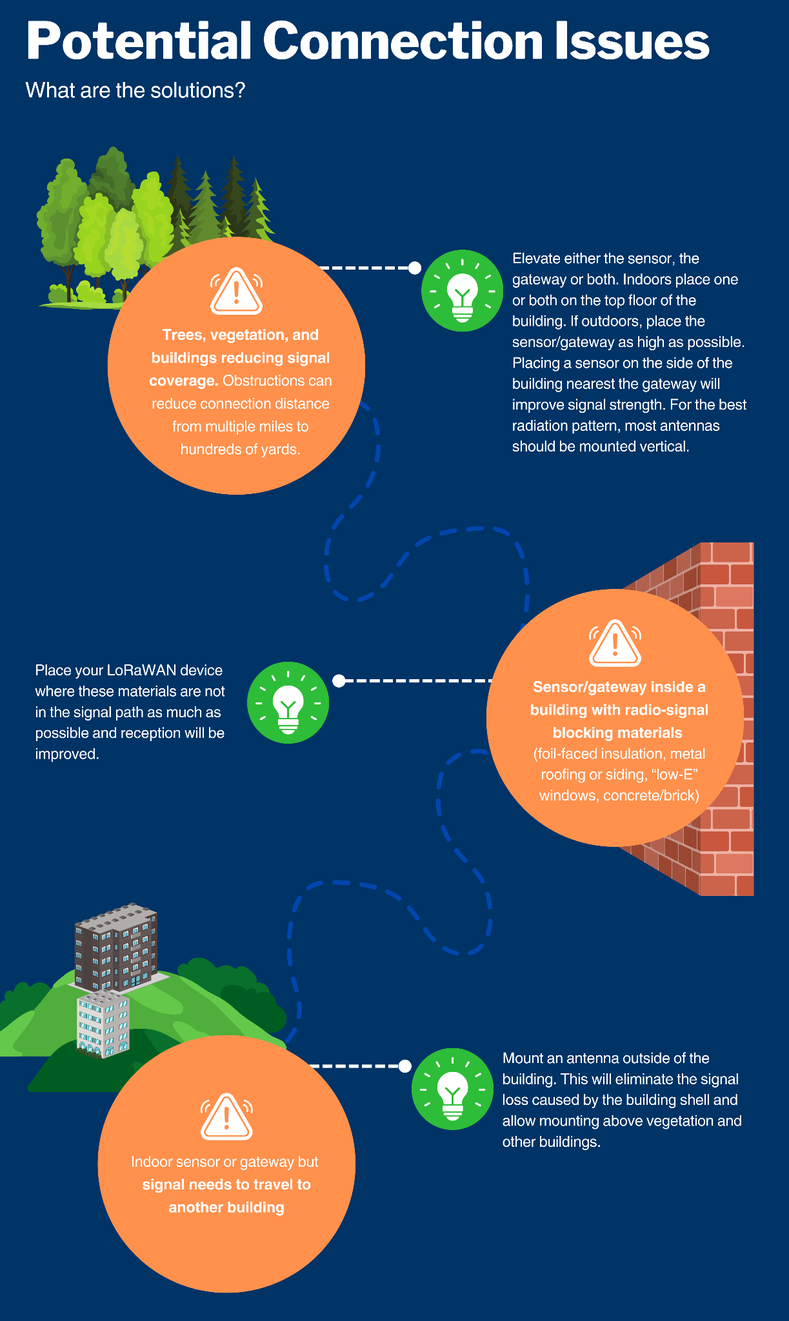 Potential Connection Issues
What are the solutions?
Trees, vegetation, and
buildings reducing signal
coverage. Obstructions can
reduce connection distance
from multiple miles to
hundreds of yards.
Elevate either the sensor, the
gateway or both. Indoors place one
or both on the top floor of the
building. If outdoors, place the
sensor/gateway as high as possible.
Placing a sensor on the side of the
building nearest the gateway will
improve signal strength. For the best
radiation pattern, most antennas
should be mounted vertical.
Sensor/gateway inside a
building with radio-signal
blocking materials
(foil-faced insulation, metal
roofing or siding, “low-E”
windows, concrete/brick)
Place your LoRaWAN device
where these materials are not
in the signal path as much as
possible and reception will be
improved.
Indoor sensor or gateway but
signal needs to travel to
another building
Mount an antenna outside of the
building. This will eliminate the signal
loss caused by the building shell and
allow mounting above vegetation and
other buildings.